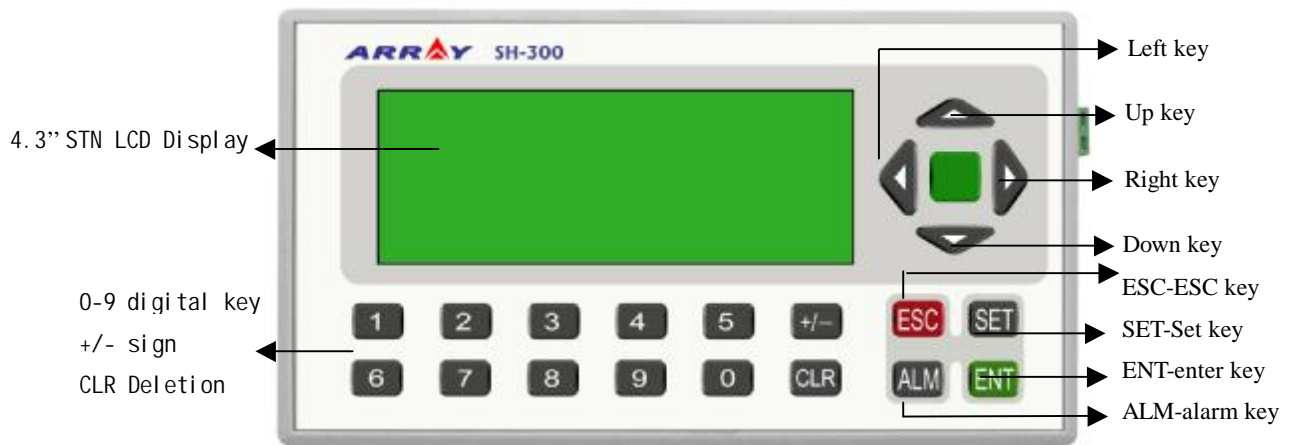 ARRAY SH-300
4.3” STN LCD Display
0-9 digital key
+/- sign
CLR Deletion
1 2 3 4 5 +/-
6 7 8 9 0 CLR
ESC SET
ALM ENT
Left key
Up key
Right key
Down key
ESC-ESC key
SET-Set key
ENT-enter key
ALM-alarm key